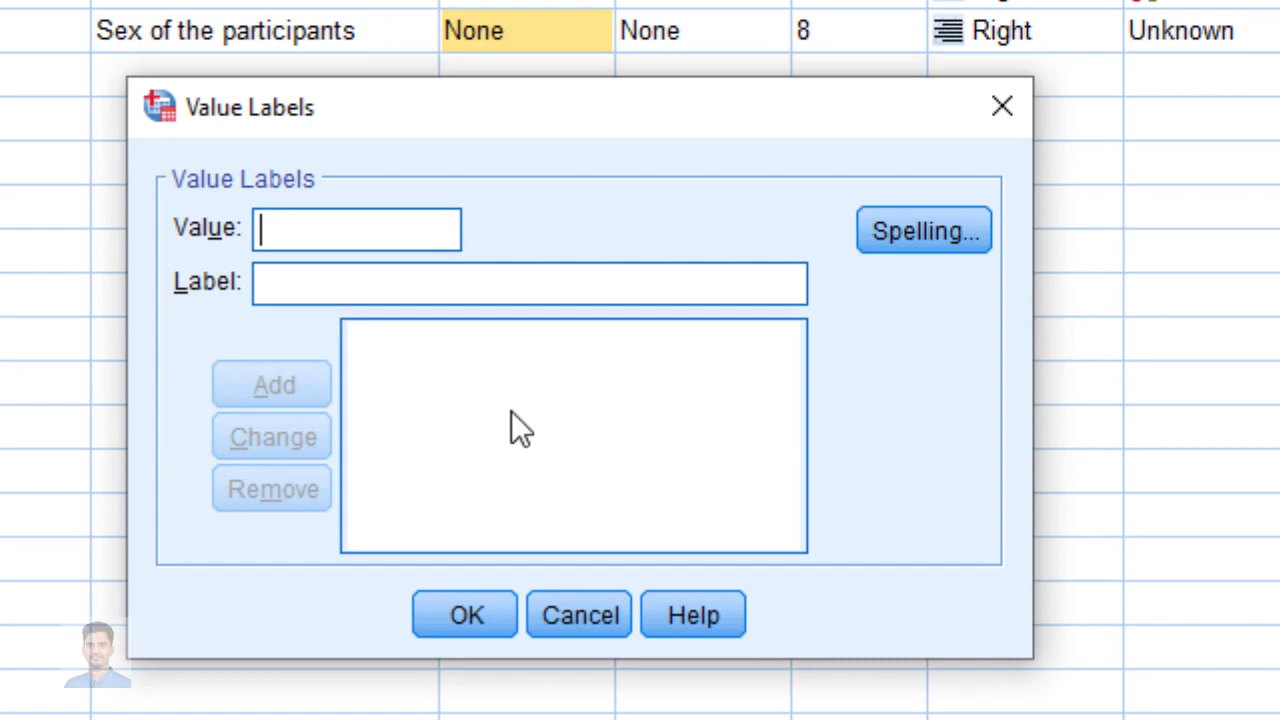 Sex of the participants None None 8 Right Unknown
Value Labels
Value Labels
Value:
Spelling...
Label:
Add
Change
Remove
OK Cancel Help